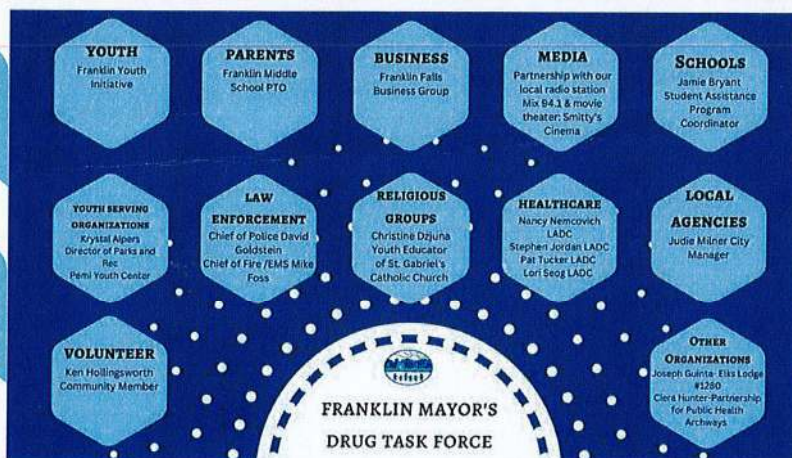 YOUTH
Franklin Youth
Initiative
PARENTS
Franklin Middle
School PTO
BUSINESS
Franklin Falls
Business Group
MEDIA
Partnership with our
local radio station
Mix 94.1 & movie
theater: Smitty's
Cinema
SCHOOLS
Jamie Bryant
Student Assistance
Program
Coordinator
YOUTH SERVING
ORGANIZATIONS
Krystal Alpers
Director of Parks and
Rec
Pemi Youth Center
LAW
ENFORCEMENT
Chief of Police David
Goldstein
Chief of Fire /EMS Mike
Foss
RELIGIOUS
GROUPS
Christine Dzjuna
Youth Educator
of St. Gabriel's
Catholic Church
HEALTHCARE
Nancy Nemcovich
LADC
Stephen Jordan LADC
Pat Tucker LADC
Lori Seog LADC
LOCAL
AGENCIES
Judie Milner City
Manager
VOLUNTEER
Ken Hollingsworth
Community Member
OTHER
ORGANIZATIONS
Joseph Guinta- Elks Lodge
#1280
Clera Hunter-Partnership
for Public Health
Archways
FRANKLIN MAYOR'S
DRUG TASK FORCE